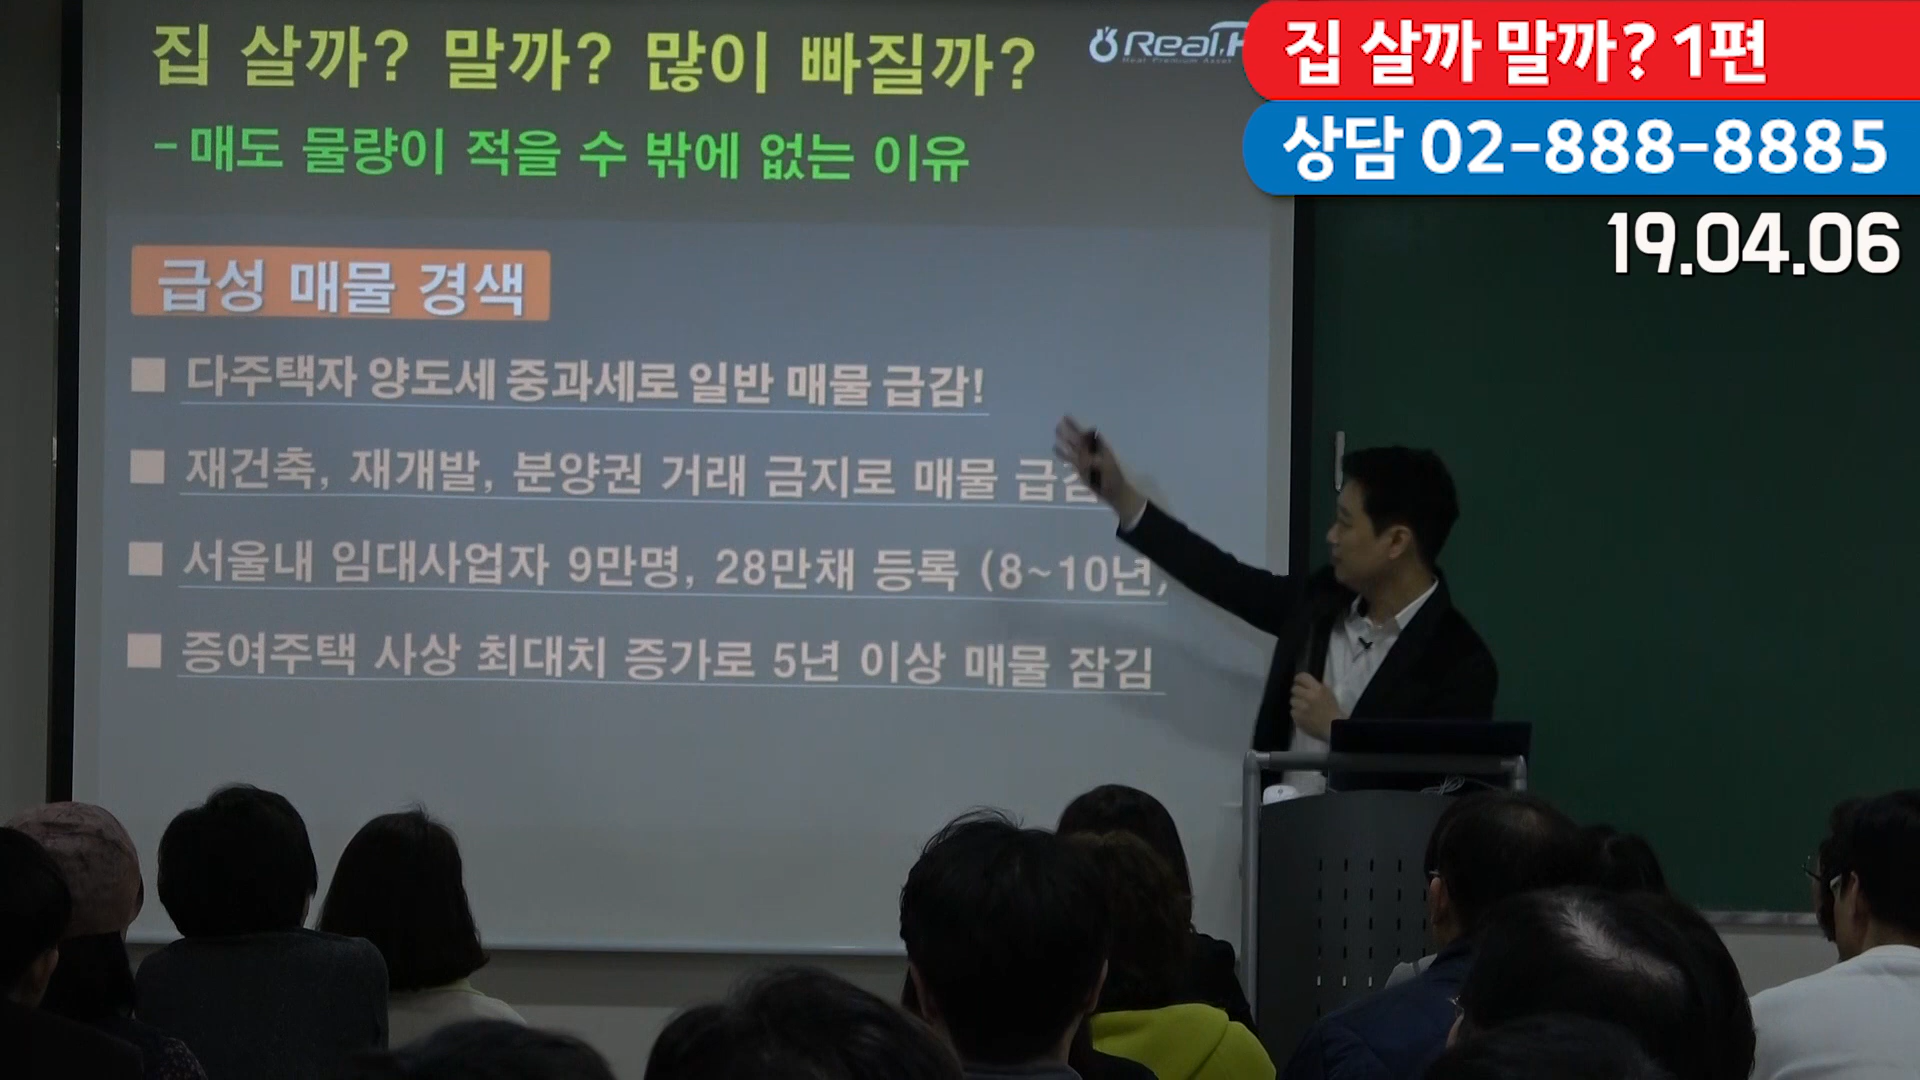 집 살까? 말까? 많이 빠질까?
Real.H
집 살까 말까? 1편
상담 02-888-8885
19.04.06
-매도 물량이 적을 수 밖에 없는 이유
급성 매물 경색
■ 다주택자 양도세 중과세로 일반 매물 급감!
■ 재건축, 재개발, 분양권 거래 금지로 매물 급감
■ 서울내 임대사업자 9만명, 28만채 등록 (8~10년)
■ 증여주택 사상 최대치 증가로 5년 이상 매물 잠김